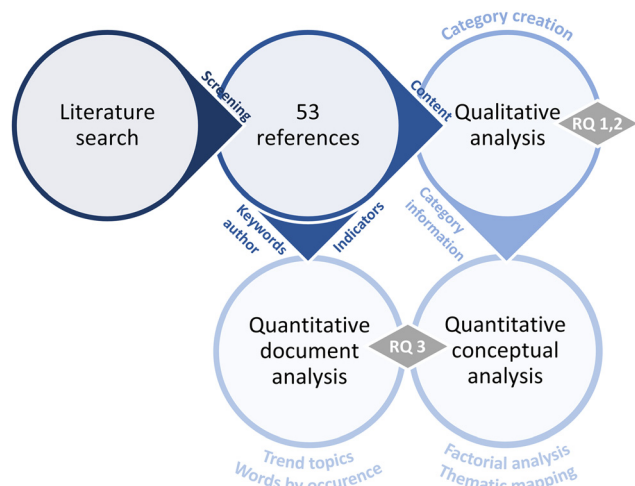 Category creation
Literature
search
Screening
53
references
Content
Qualitative
analysis
RQ 1,2
Keywords
author
Indicators
Category
information
Quantitative
document
analysis
RQ 3
Quantitative
conceptual
analysis
Trend topics
Words by occurence
Factorial analysis
Thematic mapping